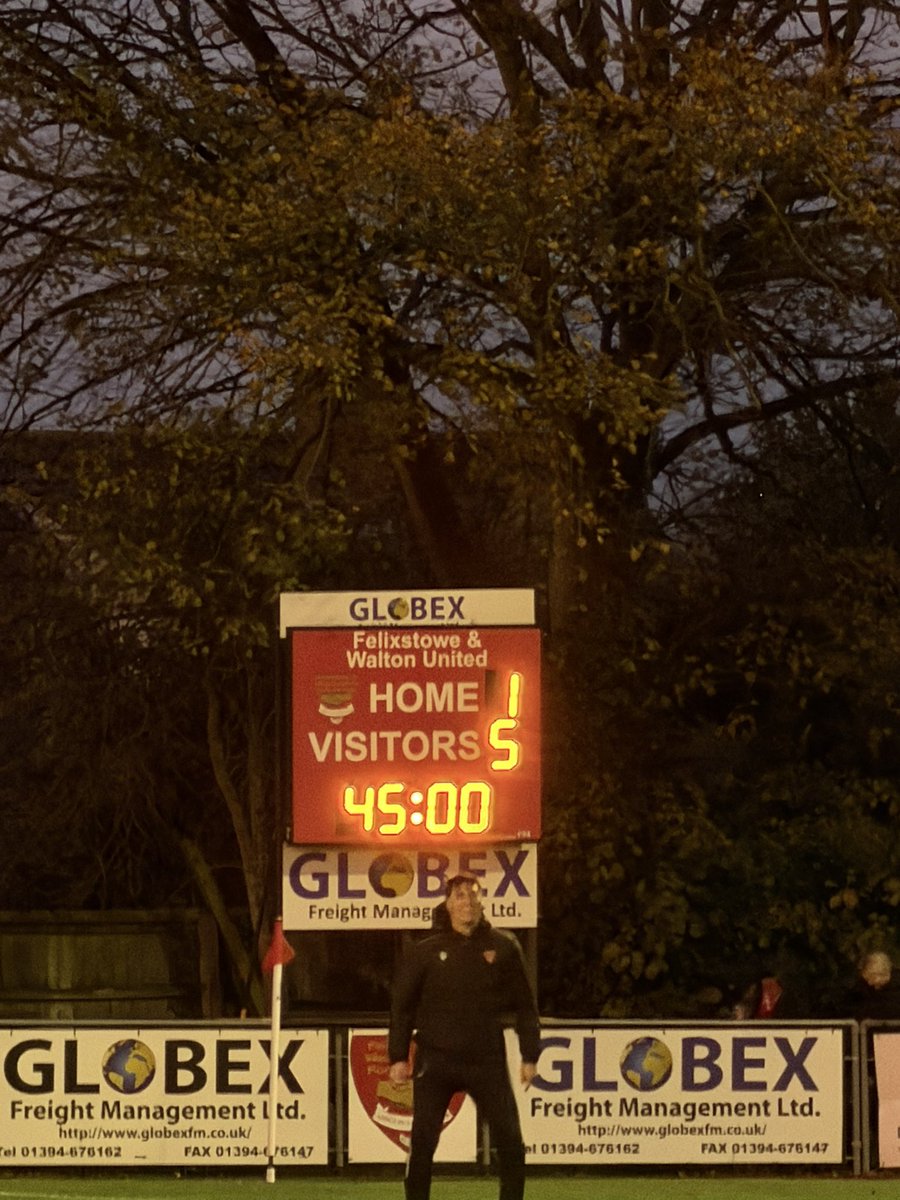 GLOBEX
Felixstowe &
Walton United
HOME 1
VISITORS 5
45:00
GLOBEX
Freight Ltd.
GLOBEX
Freight Management Ltd.
http://www.globexfm.co.uk/
Tel 01394-676162 FAX 01394-676147
GLOBEX
Freight Management Ltd.
http://www.globexfm.co.uk/
Tel 01394-676162 FAX 01394-676147